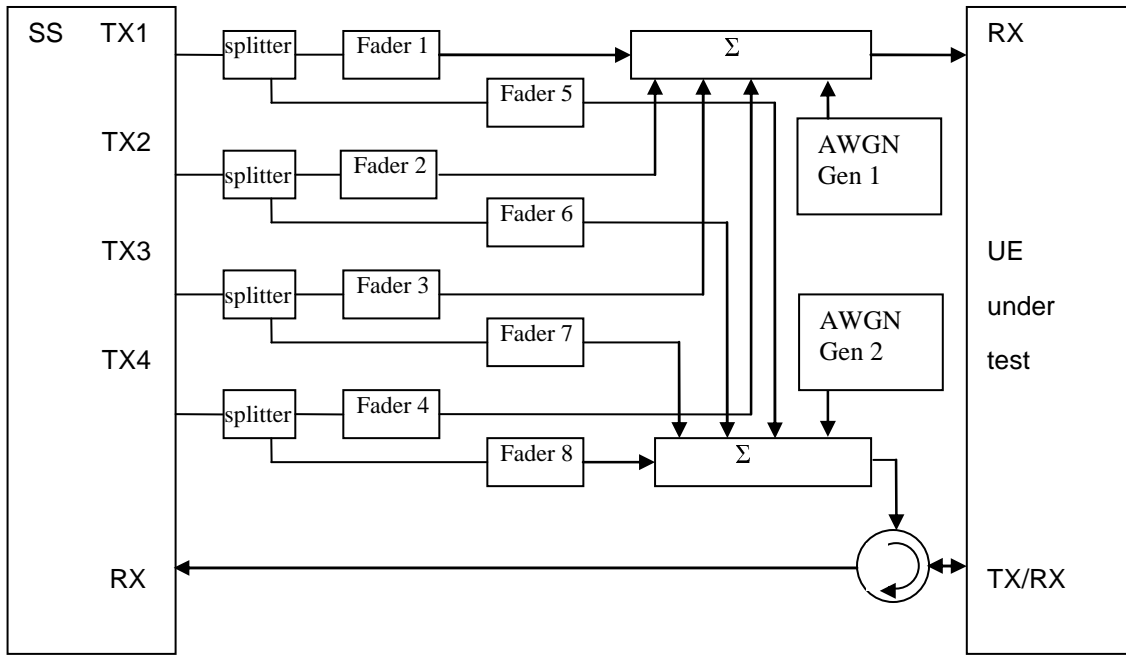 SS TX1
splitter
Fader 1
Σ
RX
Fader 5
TX2
splitter
Fader 2
AWGN
Gen 1
Fader 6
TX3
splitter
Fader 3
UE
under
test
AWGN
Gen 2
Fader 7
TX4
splitter
Fader 4
Fader 8
Σ
RX
TX/RX